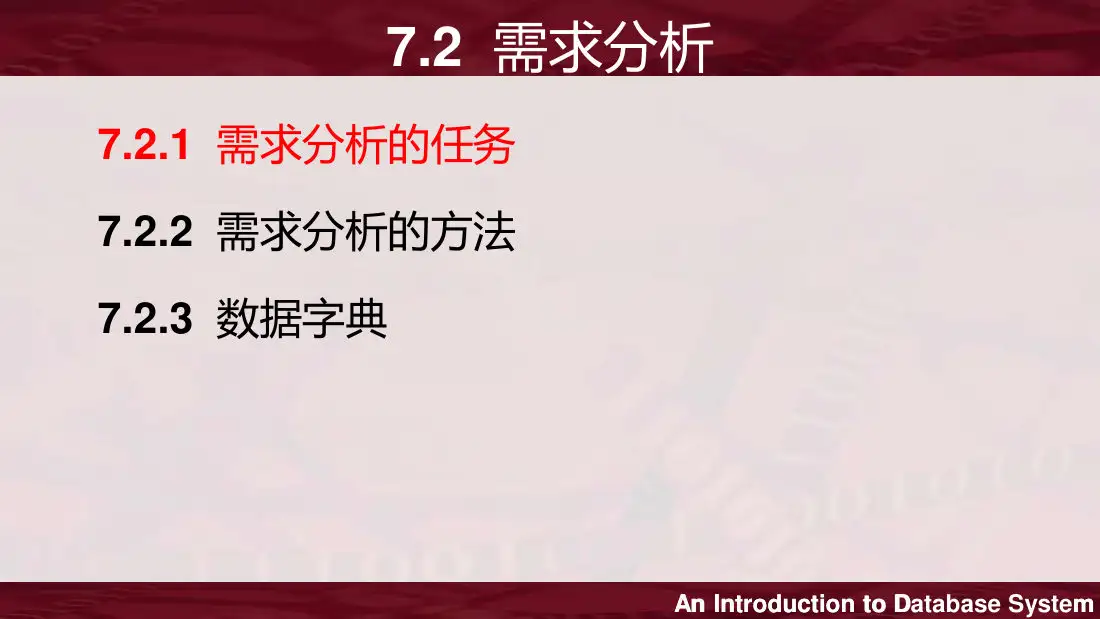 7.2 需求分析
7.2.1 需求分析的任务
7.2.2 需求分析的方法
7.2.3 数据字典
An Introduction to Database System